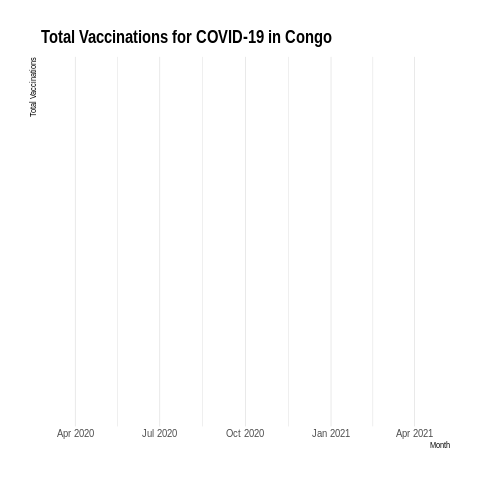 Total Vaccinations for COVID-19 in Congo
Total Vaccinations
Apr 2020 Jul 2020 Oct 2020 Jan 2021 Apr 2021
Month